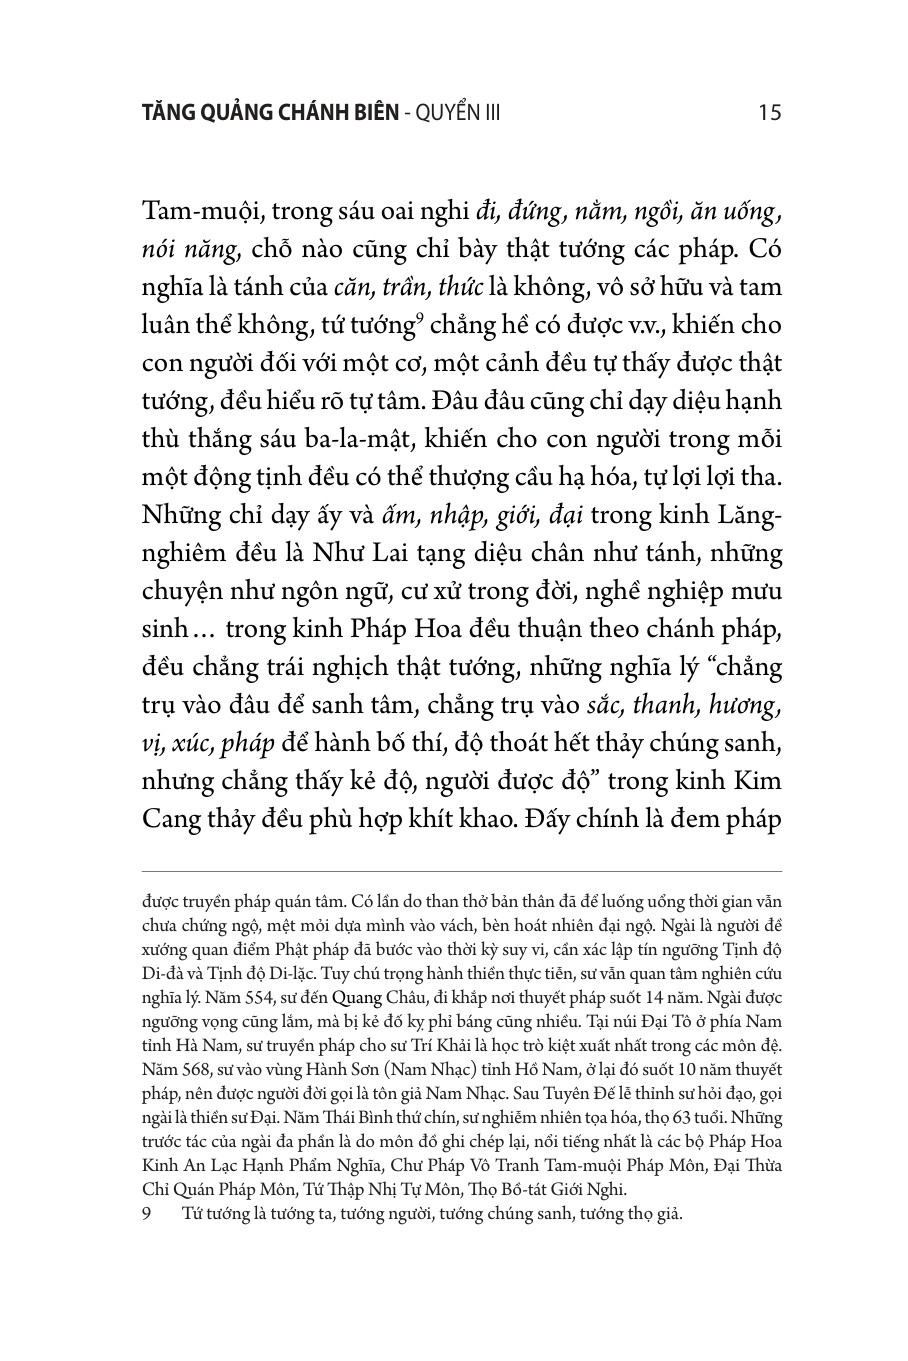 TĂNG QUẢNG CHÁNH BIÊN - QUYỂN III 15
Tam-muội, trong sáu oai nghi đi, đứng, nằm, ngồi, ăn uống,
nói năng, chỗ nào cũng chỉ bày thật tướng các pháp. Có
nghĩa là tánh của căn, trần, thức là không, vô sở hữu và tam
luân thể không, tứ tướng9 chẳng hề có được v.v., khiến cho
con người đối với một cơ, một cảnh đều tự thấy được thật
tướng, đều hiểu rõ tự tâm. Đâu đâu cũng chỉ dạy diệu hạnh
thù thắng sáu ba-la-mật, khiến cho con người trong mỗi
một động tịnh đều có thể thượng cầu hạ hóa, tự lợi lợi tha.
Những chỉ dạy ấy và ấm, nhập, giới, đại trong kinh Lăng-
nghiêm đều là Như Lai tạng diệu chân như tánh, những
chuyện như ngôn ngữ, cư xử trong đời, nghề nghiệp mưu
sinh… trong kinh Pháp Hoa đều thuận theo chánh pháp,
đều chẳng trái nghịch thật tướng, những nghĩa lý “chẳng
trụ vào đâu để sanh tâm, chẳng trụ vào sắc, thanh, hương,
vị, xúc, pháp để hành bố thí, độ thoát hết thảy chúng sanh,
nhưng chẳng thấy kẻ độ, người được độ” trong kinh Kim
Cang thảy đều phù hợp khít khao. Đấy chính là đem pháp
được truyền pháp quán tâm. Có lần do than thở bản thân đã để luống uổng thời gian vẫn
chưa chứng ngộ, mệt mỏi dựa mình vào vách, bèn hoát nhiên đại ngộ. Ngài là người đề
xướng quan điểm Phật pháp đã bước vào thời kỳ suy vi, cần xác lập tín ngưỡng Tịnh độ
Di-đà và Tịnh độ Di-lặc. Tuy chú trọng hành thiền thực tiễn, sư vẫn quan tâm nghiên cứu
nghĩa lý. Năm 554, sư đến Quang Châu, đi khắp nơi thuyết pháp suốt 14 năm. Ngài được
ngưỡng vọng cũng lắm, mà bị kẻ đố kỵ phỉ báng cũng nhiều. Tại núi Đại Tô ở phía Nam
tỉnh Hà Nam, sư truyền pháp cho sư Trí Khải là học trò kiệt xuất nhất trong các môn đệ.
Năm 568, sư vào vùng Hành Sơn (Nam Nhạc) tỉnh Hồ Nam, ở lại đó suốt 10 năm thuyết
pháp, nên được người đời gọi là tôn giả Nam Nhạc. Sau Tuyên Đế lễ thỉnh sư hỏi đạo, gọi
ngài là thiền sư Đại. Năm Thái Bình thứ chín, sư nghiễm nhiên tọa hóa, thọ 63 tuổi. Những
trước tác của ngài đa phần là do môn đồ ghi chép lại, nổi tiếng nhất là các bộ Pháp Hoa
Kinh An Lạc Hạnh Phẩm Nghĩa, Chư Pháp Vô Tranh Tam-muội Pháp Môn, Đại Thừa
Chỉ Quán Pháp Môn, Tứ Thập Nhị Tự Môn, Thọ Bồ-tát Giới Nghi.
9 Tứ tướng là tướng ta, tướng người, tướng chúng sanh, tướng thọ giả.